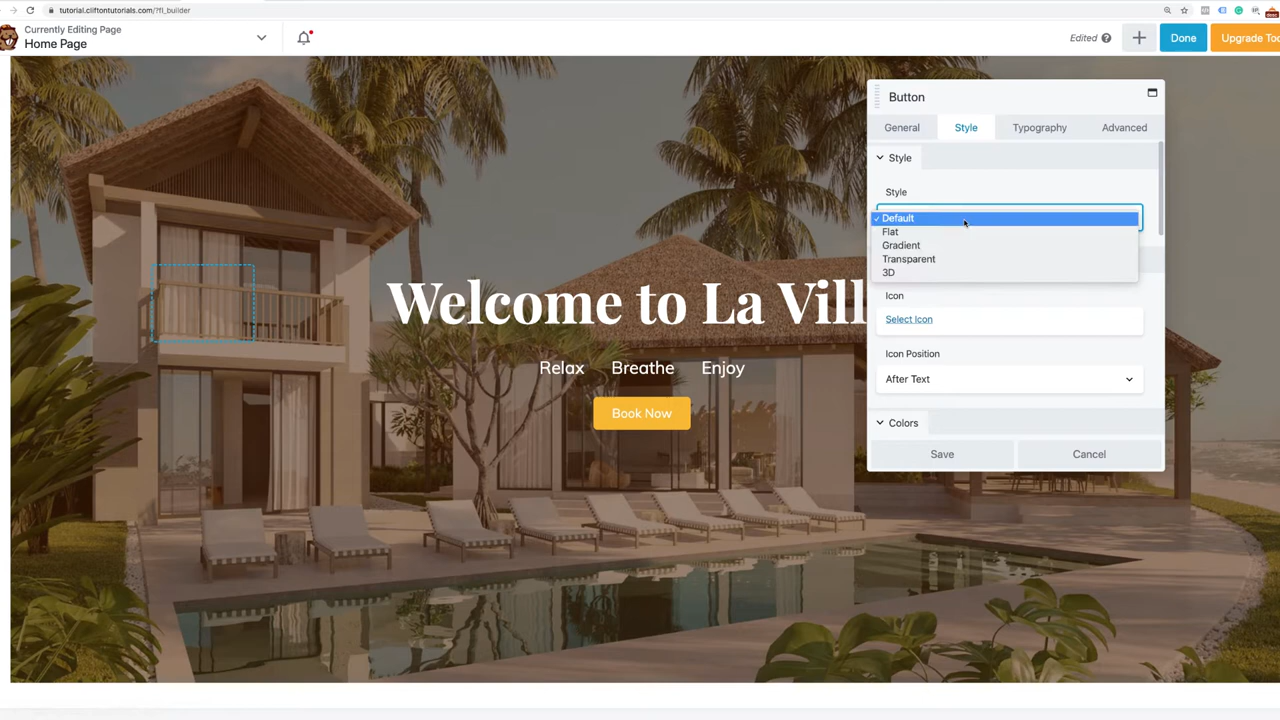 tutorial.cliftontutorials.com/?fl_builder
Currently Editing Page
Home Page
Edited
Done
Upgrade
Button
General Style Typography Advanced
Style
Style
✓ Default
Flat
Gradient
Transparent
3D
Icon
Select Icon
Icon Position
After Text
Colors
Save Cancel
Welcome to La Vill
Relax Breathe Enjoy
Book Now